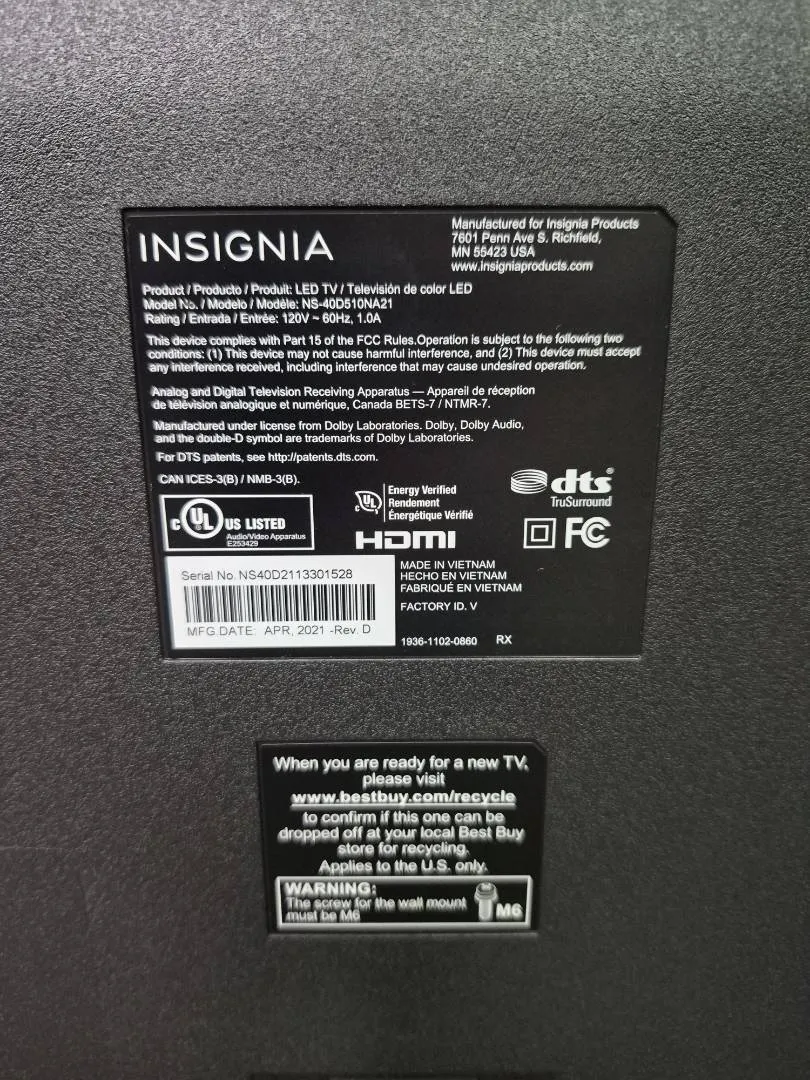 INSIGNIA
Manufactured for Insignia Products
7601 Penn Ave S. Richfield,
MN 55423 USA
www.insigniaproducts.com
Product / Producto / Produit: LED TV / Televisión de color LED
Model No. / Modelo / Modèle: NS-40D510NA21
Rating / Entrada / Entrée: 120V ~ 60Hz, 1.0A
This device complies with Part 15 of the FCC Rules.Operation is subject to the following two
conditions: (1) This device may not cause harmful interference, and (2) This device must accept
any interference received, including interference that may cause undesired operation.
Analog and Digital Television Receiving Apparatus — Appareil de réception
de télévision analogique et numérique, Canada BETS-7 / NTMR-7.
Manufactured under license from Dolby Laboratories. Dolby, Dolby Audio,
and the double-D symbol are trademarks of Dolby Laboratories.
For DTS patents, see http://patents.dts.com.
CAN ICES-3(B) / NMB-3(B).
c UL US LISTED
Audio/Video Apparatus
E253429
c UL Energy Verified
Rendement
Énergétique Vérifié
HDMI
dts
TruSurround
FC
Serial No. NS40D2113301528
MFG.DATE: APR, 2021 -Rev. D
MADE IN VIETNAM
HECHO EN VIETNAM
FABRIQUÉ EN VIETNAM
FACTORY ID. V
1936-1102-0860 RX
When you are ready for a new TV,
please visit
www.bestbuy.com/recycle
to confirm if this one can be
dropped off at your local Best Buy
store for recycling.
Applies to the U.S. only.
WARNING:
The screw for the wall mount
must be M6
M6